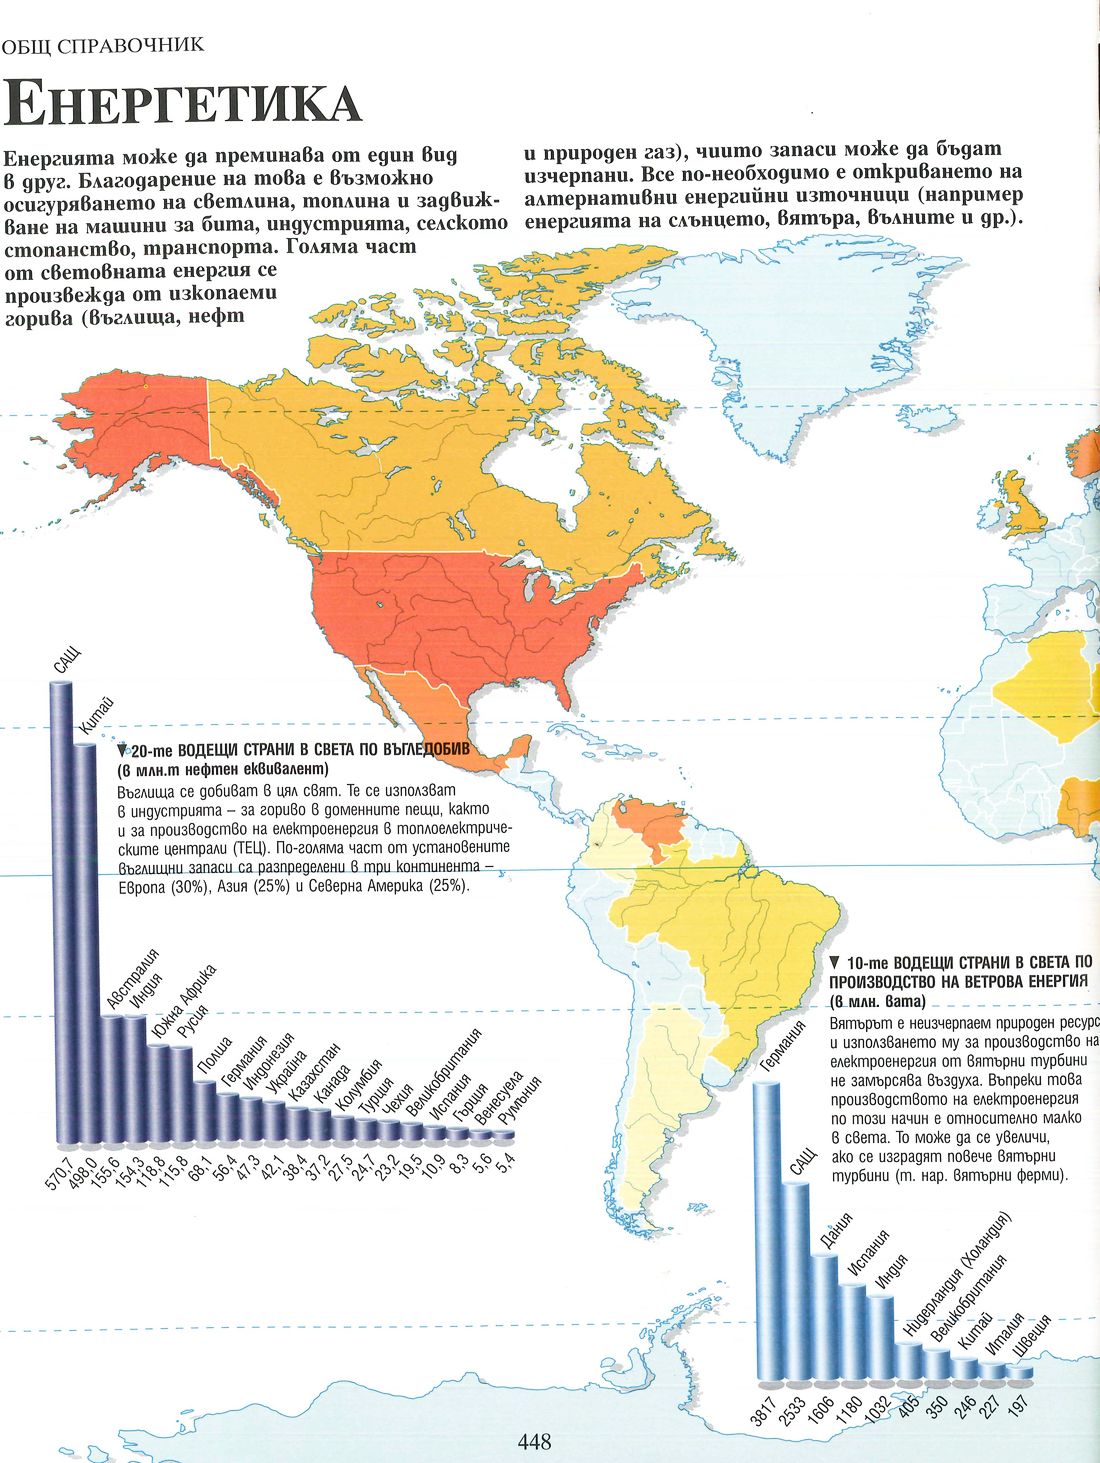 ОБЩ СПРАВОЧНИК
ЕНЕРГЕТИКА
Енергията може да преминава от един вид
в друг. Благодарение на това е възможно
осигуряването на светлина, топлина и задвиж-
ване на машини за бита, индустрията, селското
стопанство, транспорта. Голяма част
от световната енергия се
произвежда от изкопаеми
горива (въглища, нефт
и природен газ), чиито запаси може да бъдат
изчерпани. Все по-необходимо е откриването на
алтернативни енергийни източници (например
енергията на слънцето, вятъра, вълните и др.).
▼ 20-те ВОДЕЩИ СТРАНИ В СВЕТА ПО ВЪГЛЕДОБИВ
(в млн.т нефтен еквивалент)
Въглища се добиват в цял свят. Те се използват
в индустрията – за гориво в доменните пещи, както
и за производство на електроенергия в топлоелектриче-
ските централи (ТЕЦ). По-голяма част от установените
въглищни запаси са разпределени в три континента –
Европа (30%), Азия (25%) и Северна Америка (25%).
САЩ
Китай
Австралия
Индия
Южна Африка
Русия
Полша
Германия
Индонезия
Украйна
Казахстан
Канада
Колумбия
Турция
Чехия
Великобритания
Испания
Гърция
Венесуела
Румъния
570,7
498,0
155,6
154,3
118,8
115,8
68,1
56,4
47,3
42,1
38,4
37,2
27,5
24,7
23,2
19,5
10,9
8,3
5,6
5,4
▼ 10-те ВОДЕЩИ СТРАНИ В СВЕТА ПО
ПРОИЗВОДСТВО НА ВЕТРОВА ЕНЕРГИЯ
(в млн. вата)
Вятърът е неизчерпаем природен ресурс
и използването му за производство на
електроенергия от вятърни турбини
не замърсява въздуха. Въпреки това
производството на електроенергия
по този начин е относително малко
в света. То може да се увеличи,
ако се изградят повече вятърни
турбини (т. нар. вятърни ферми).
Германия
САЩ
Дания
Испания
Индия
Нидерландия (Холандия)
Великобритания
Китай
Италия
Швеция
3817
2533
1606
1180
1032
405
350
246
227
197
448